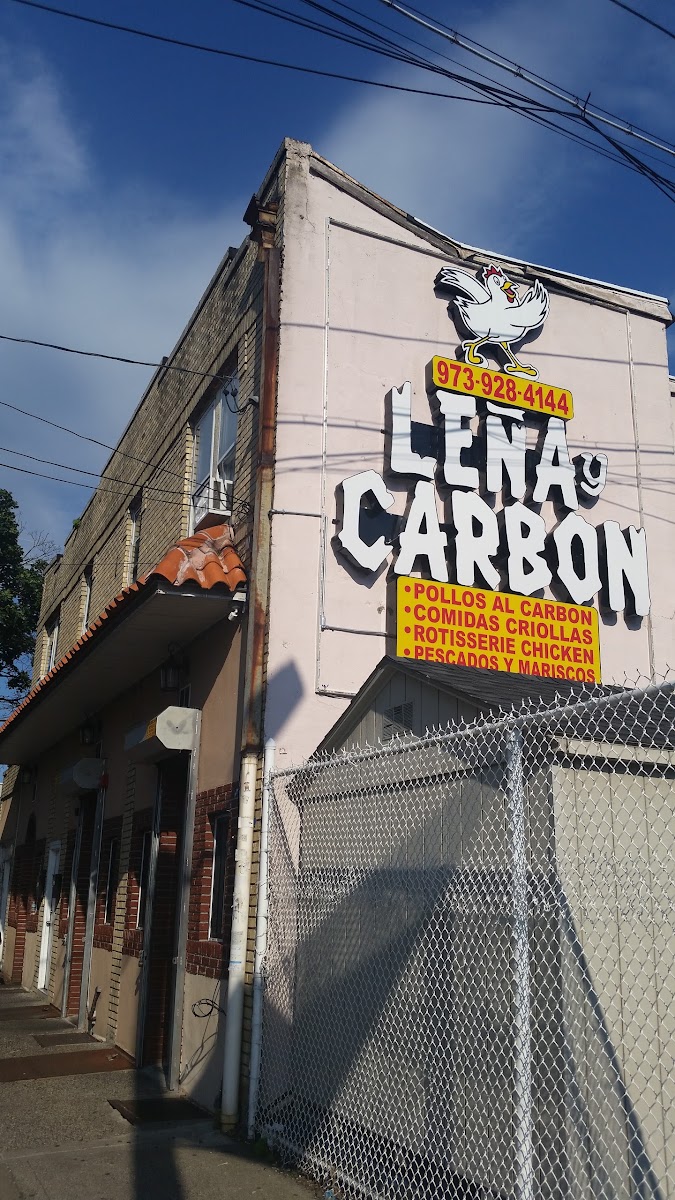 973-928-4144
LEÑA y
CARBON
• POLLOS AL CARBON
• COMIDAS CRIOLLAS
• ROTISSERIE CHICKEN
• PESCADOS Y MARISCOS